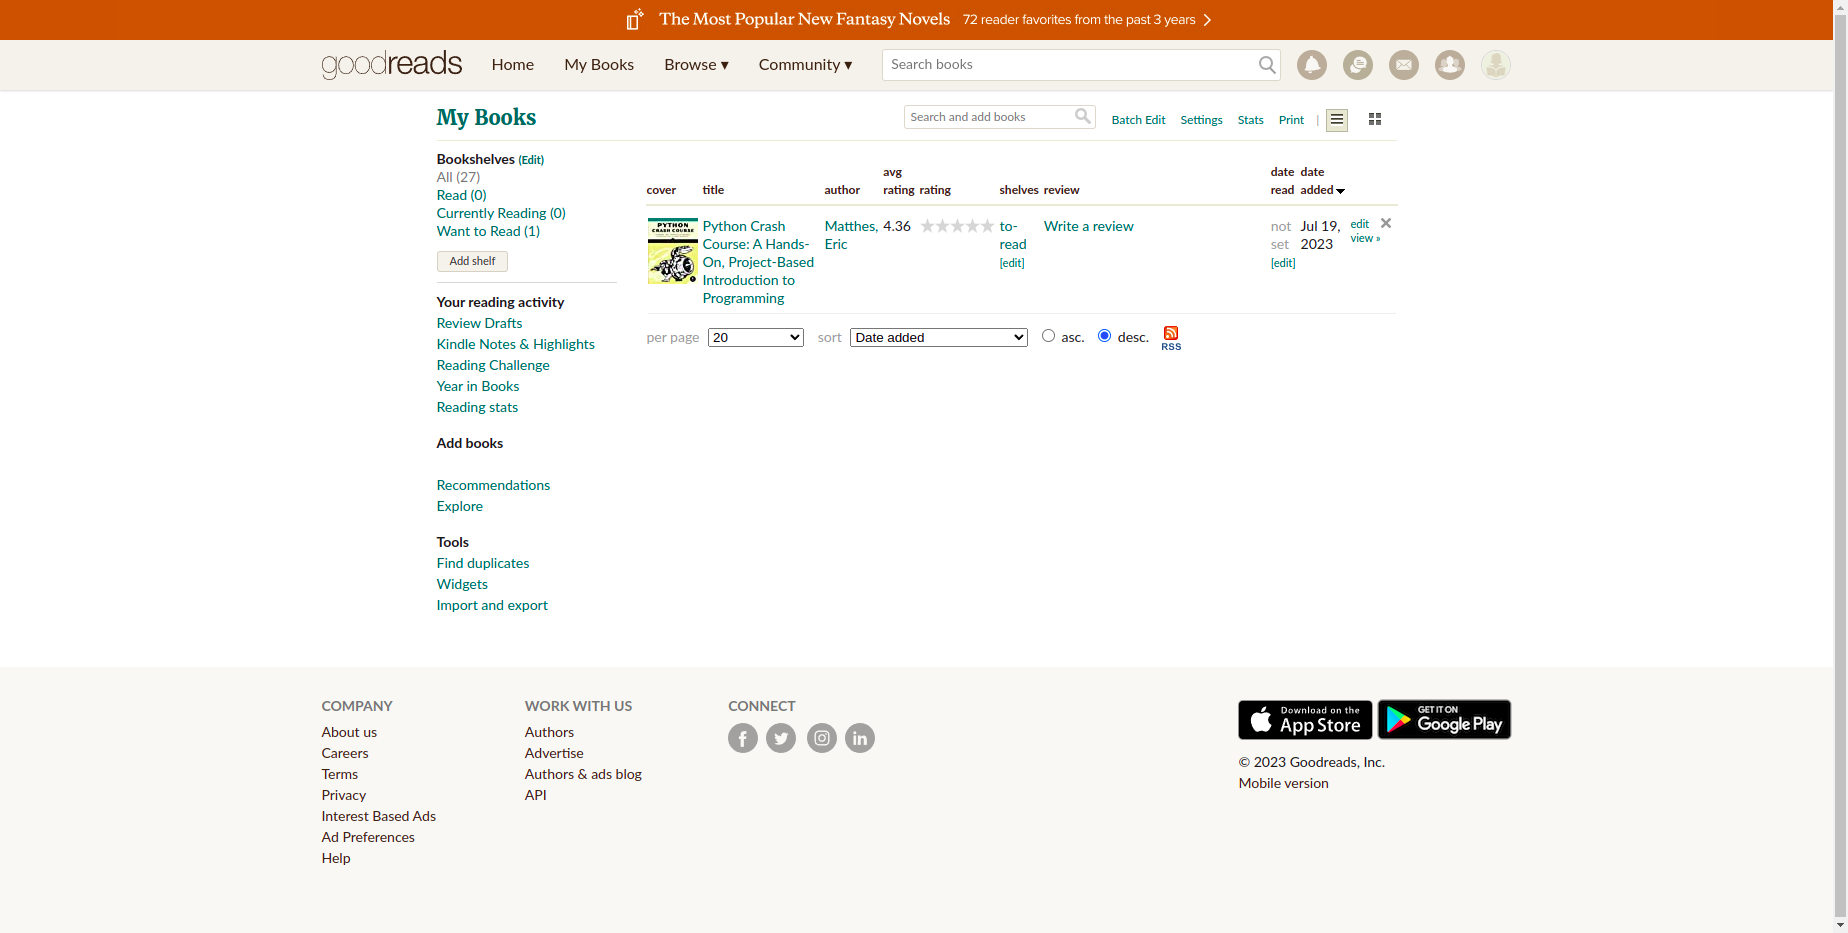 The Most Popular New Fantasy Novels 72 reader favorites from the past 3 years
goodreads Home My Books Browse ▾ Community ▾ Search books
My Books
Search and add books Batch Edit Settings Stats Print |
Bookshelves (Edit)
All (27)
Read (0)
Currently Reading (0)
Want to Read (1)
Add shelf
Your reading activity
Review Drafts
Kindle Notes & Highlights
Reading Challenge
Year in Books
Reading stats
Add books
Recommendations
Explore
Tools
Find duplicates
Widgets
Import and export
cover title author avg rating rating shelves review date read date added
PYTHON
CRASH COURSE
Python Crash
Course: A Hands-
On, Project-Based
Introduction to
Programming
Matthes,
Eric
4.36
to-
read
[edit]
Write a review
not
set
[edit]
Jul 19,
2023
edit
view »
per page 20 sort Date added asc. desc. RSS
COMPANY
About us
Careers
Terms
Privacy
Interest Based Ads
Ad Preferences
Help
WORK WITH US
Authors
Advertise
Authors & ads blog
API
CONNECT
Download on the
App Store
GET IT ON
Google Play
© 2023 Goodreads, Inc.
Mobile version